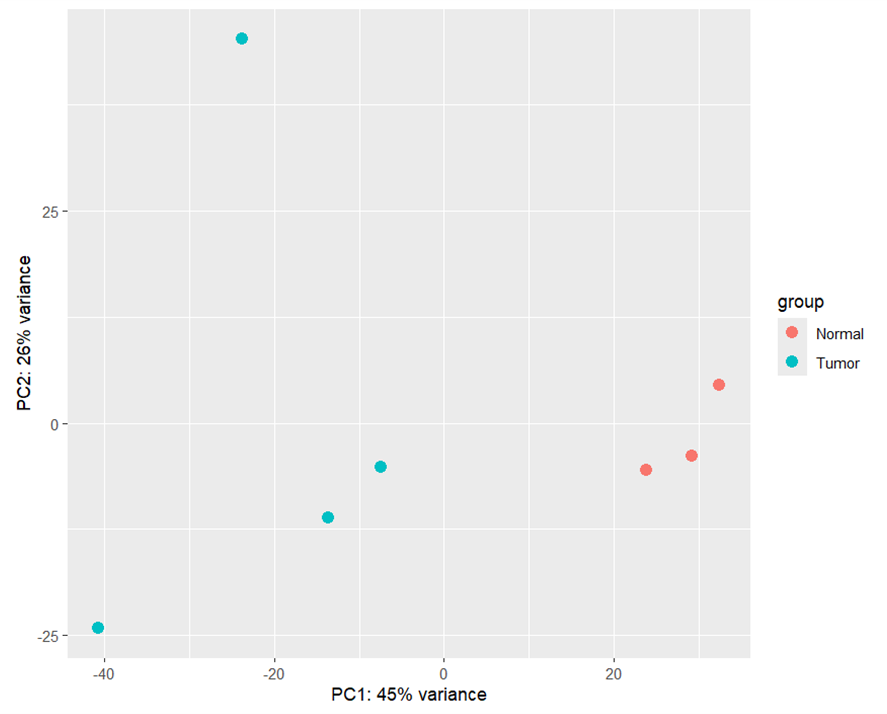 25
0
-25
-40
-20
0
20
PC1: 45% variance
PC2: 26% variance
group
Normal
Tumor